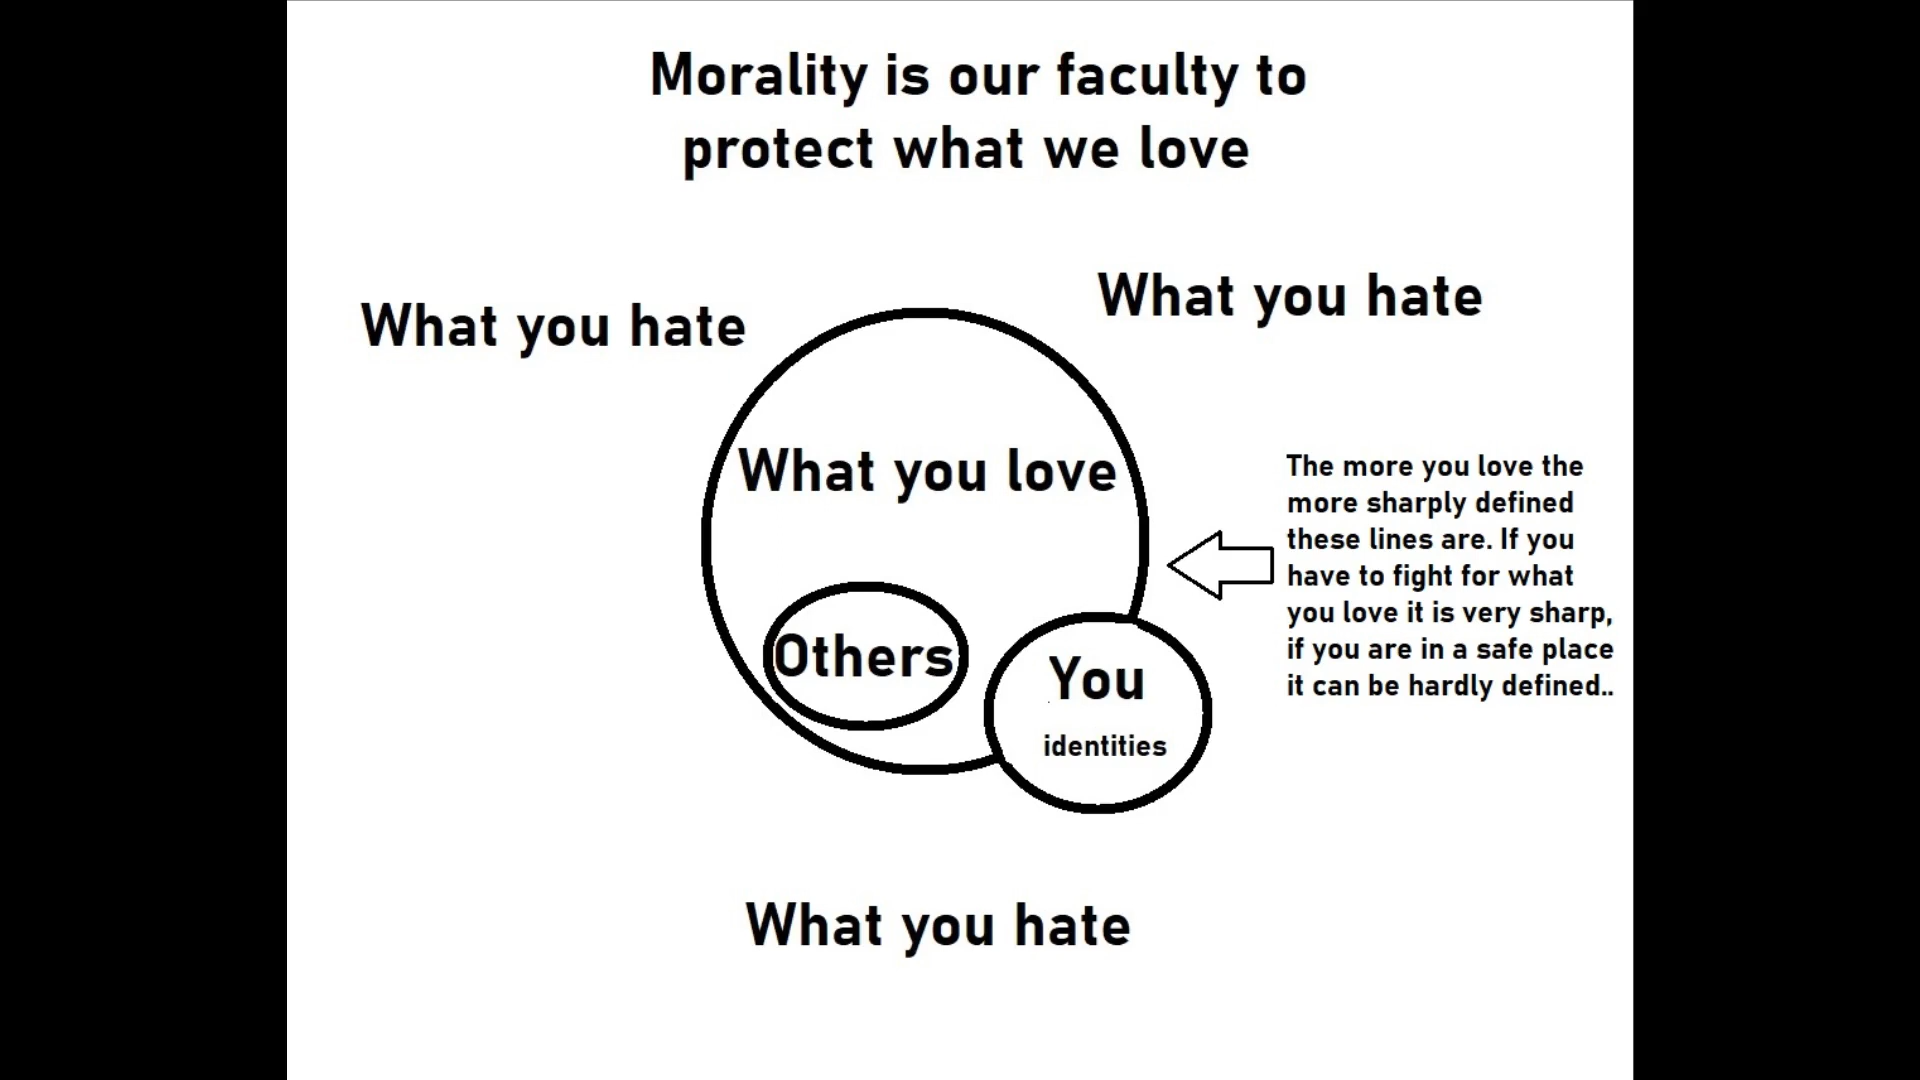 Morality is our faculty to
protect what we love
What you hate
What you hate
What you love
The more you love the
more sharply defined
these lines are. If you
have to fight for what
you love it is very sharp,
if you are in a safe place
it can be hardly defined..
Others
You
identities
What you hate